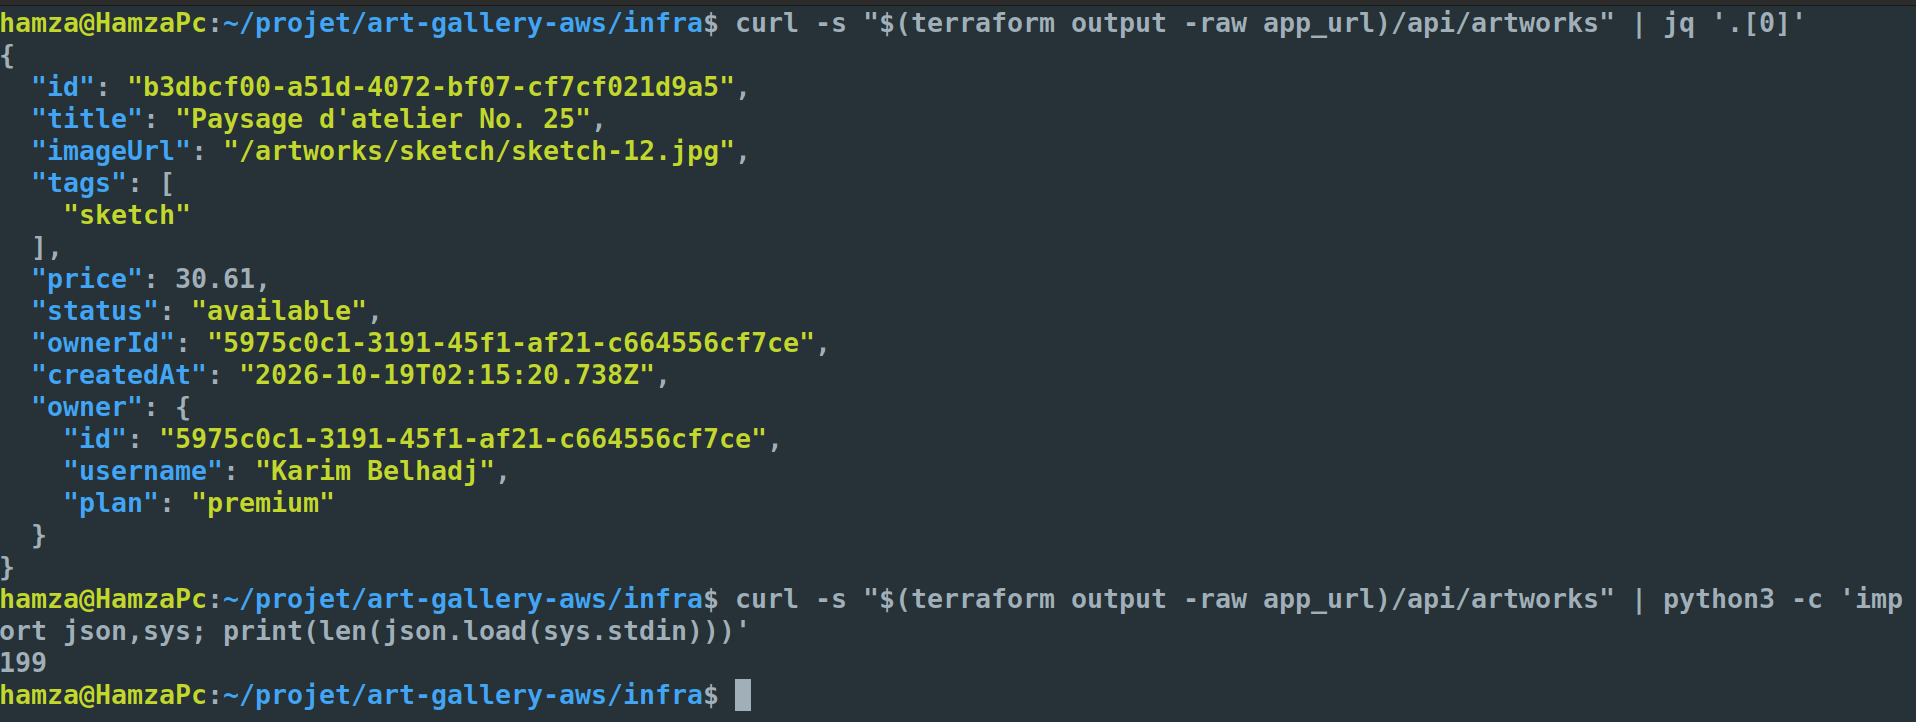 hamza@HamzaPc:~/projet/art-gallery-aws/infra$ curl -s "$(terraform output -raw app_url)/api/artworks" | jq '.[0]'
{
  "id": "b3dbcf00-a51d-4072-bf07-cf7cf021d9a5",
  "title": "Paysage d'atelier No. 25",
  "imageUrl": "/artworks/sketch/sketch-12.jpg",
  "tags": [
    "sketch"
  ],
  "price": 30.61,
  "status": "available",
  "ownerId": "5975c0c1-3191-45f1-af21-c664556cf7ce",
  "createdAt": "2026-10-19T02:15:20.738Z",
  "owner": {
    "id": "5975c0c1-3191-45f1-af21-c664556cf7ce",
    "username": "Karim Belhadj",
    "plan": "premium"
  }
}
hamza@HamzaPc:~/projet/art-gallery-aws/infra$ curl -s "$(terraform output -raw app_url)/api/artworks" | python3 -c 'imp
ort json,sys; print(len(json.load(sys.stdin)))'
199
hamza@HamzaPc:~/projet/art-gallery-aws/infra$